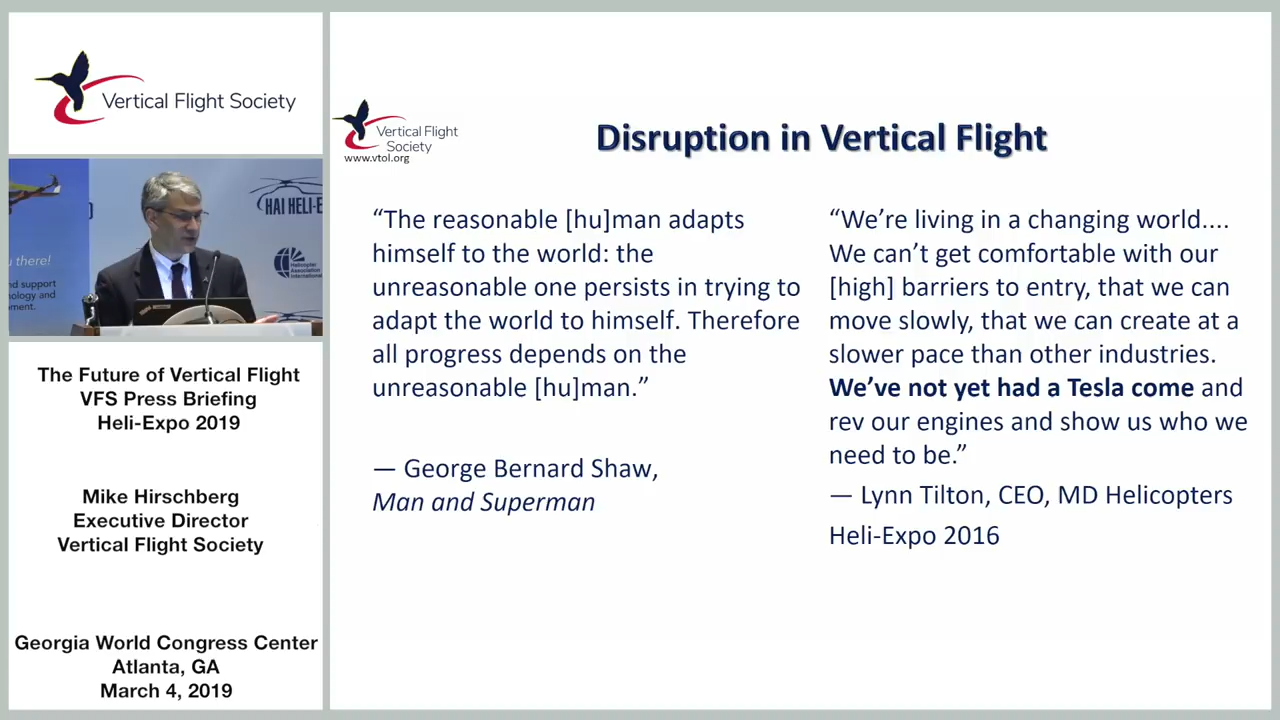 Vertical Flight Society
HAI HELI-E
Helicopter
Association
International
there!
nd support
ology and
ment.
The Future of Vertical Flight
VFS Press Briefing
Heli-Expo 2019
Mike Hirschberg
Executive Director
Vertical Flight Society
Georgia World Congress Center
Atlanta, GA
March 4, 2019
Vertical Flight
Society
www.vtol.org
Disruption in Vertical Flight
“The reasonable [hu]man adapts
himself to the world: the
unreasonable one persists in trying to
adapt the world to himself. Therefore
all progress depends on the
unreasonable [hu]man.”
— George Bernard Shaw,
Man and Superman
“We’re living in a changing world....
We can’t get comfortable with our
[high] barriers to entry, that we can
move slowly, that we can create at a
slower pace than other industries.
We’ve not yet had a Tesla come and
rev our engines and show us who we
need to be.”
— Lynn Tilton, CEO, MD Helicopters
Heli-Expo 2016